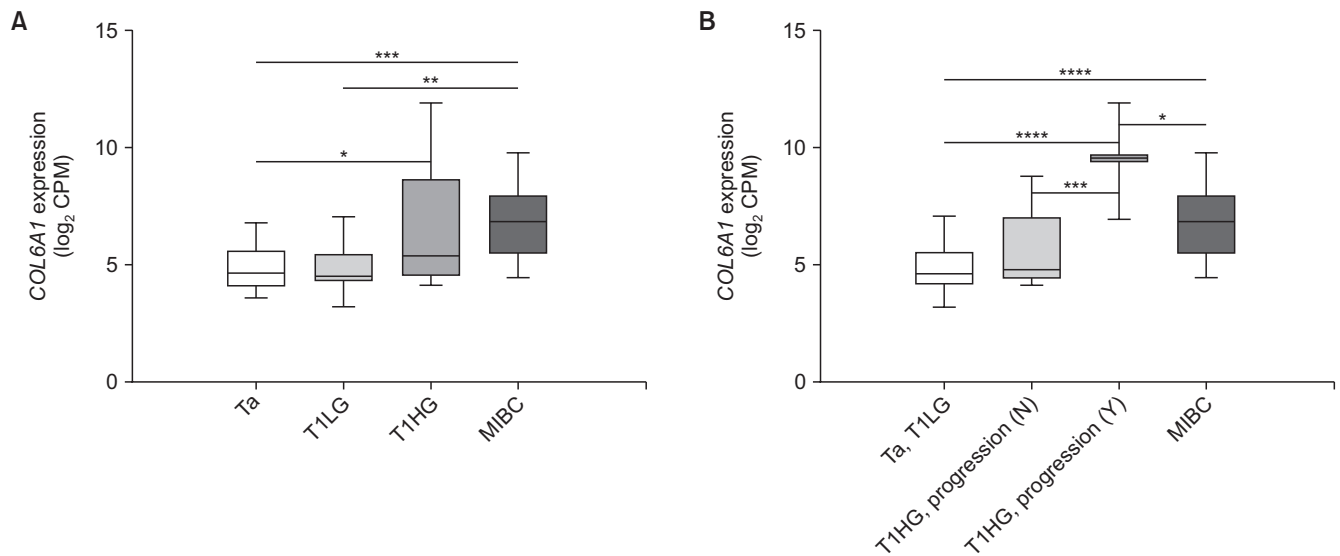 A
COL6A1 expression
(log₂ CPM)
15
10
5
0
***
**
*
Ta
T1LG
T1HG
MIBC
B
COL6A1 expression
(log₂ CPM)
15
10
5
0
****
*
****
***
Ta, T1LG
T1HG, progression (N)
T1HG, progression (Y)
MIBC